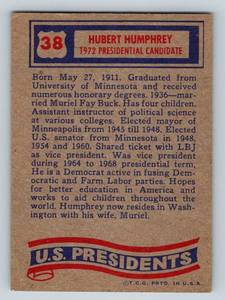 38
HUBERT HUMPHREY
1972 PRESIDENTIAL CANDIDATE
Born May 27, 1911. Graduated from
University of Minnesota and received
numerous honorary degrees. 1936—mar-
ried Muriel Fay Buck. Has four children.
Assistant instructor of political science
at various colleges. Elected mayor of
Minneapolis from 1945 till 1948. Elected
U.S. senator from Minnesota in 1948,
1954 and 1960. Shared ticket with LBJ
as vice president. Was vice president
during 1964 to 1968 presidential term.
He is a Democrat active in fusing Demo-
cratic and Farm Labor parties. Hopes
for better education in America and
works to aid children throughout the
world. Humphrey now resides in Wash-
ington with his wife, Muriel.
U.S. PRESIDENTS
© T.C.G. PRTD. IN U.S.A.